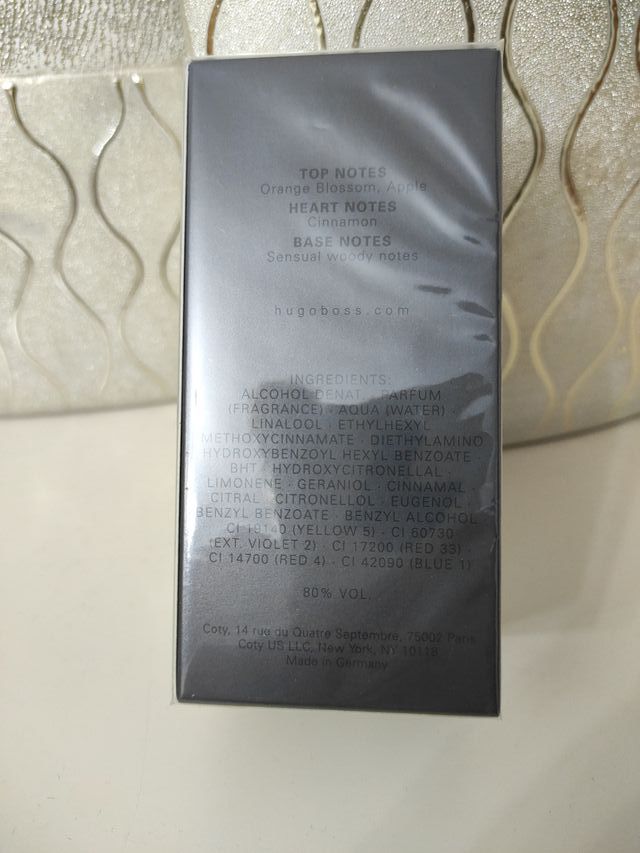 TOP NOTES
Orange Blossom, Apple
HEART NOTES
Cinnamon
BASE NOTES
Sensual woody notes
hugoboss.com
INGREDIENTS:
ALCOHOL DENAT. · PARFUM
(FRAGRANCE) · AQUA (WATER) ·
LINALOOL · ETHYLHEXYL
METHOXYCINNAMATE · DIETHYLAMINO
HYDROXYBENZOYL HEXYL BENZOATE ·
BHT · HYDROXYCITRONELLAL ·
LIMONENE · GERANIOL · CINNAMAL ·
CITRAL · CITRONELLOL · EUGENOL ·
BENZYL BENZOATE · BENZYL ALCOHOL ·
CI 19140 (YELLOW 5) · CI 60730
(EXT. VIOLET 2) · CI 17200 (RED 33) ·
CI 14700 (RED 4) · CI 42090 (BLUE 1)
80% VOL.
Coty, 14 rue du Quatre Septembre, 75002 Paris
Coty US LLC, New York, NY 10118
Made in Germany